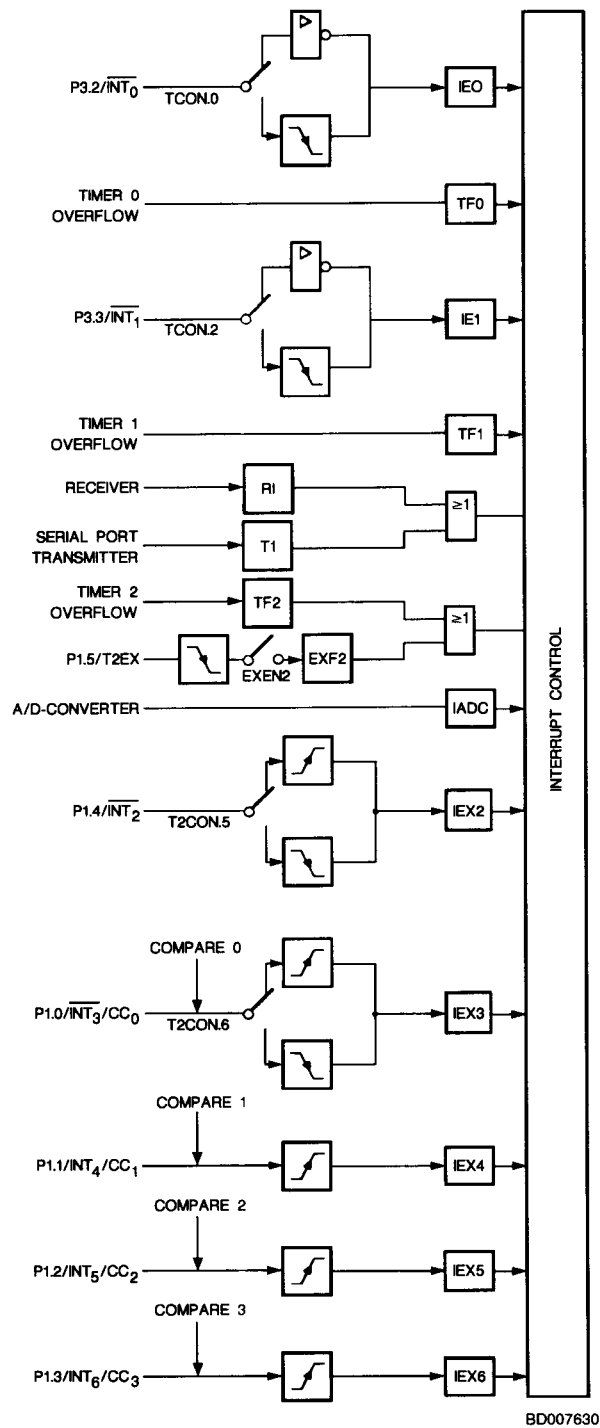 P3.2/INT0
TCON.0
IEO
TIMER 0
OVERFLOW
TF0
P3.3/INT1
TCON.2
IE1
TIMER 1
OVERFLOW
TF1
RECEIVER
RI
≥1
SERIAL PORT
TRANSMITTER
T1
TIMER 2
OVERFLOW
TF2
≥1
P1.5/T2EX
EXEN2
EXF2
A/D-CONVERTER
IADC
INTERRUPT CONTROL
P1.4/INT2
T2CON.5
IEX2
COMPARE 0
P1.0/INT3/CC0
T2CON.6
IEX3
COMPARE 1
P1.1/INT4/CC1
IEX4
COMPARE 2
P1.2/INT5/CC2
IEX5
COMPARE 3
P1.3/INT6/CC3
IEX6
BD007630